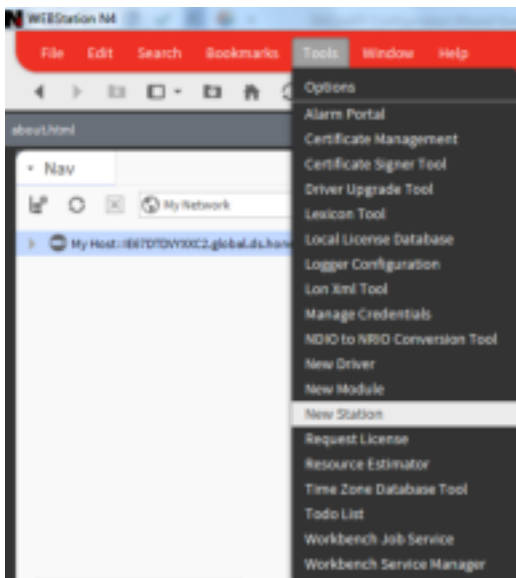 WEBStation N4
File Edit Search Bookmarks Tools Window Help
about.html
Nav
My Network
My Host:
Options
Alarm Portal
Certificate Management
Certificate Signer Tool
Driver Upgrade Tool
Lexicon Tool
Local License Database
Logger Configuration
Lon Xml Tool
Manage Credentials
NDIO to NRIO Conversion Tool
New Driver
New Module
New Station
Request License
Resource Estimator
Time Zone Database Tool
Todo List
Workbench Job Service
Workbench Service Manager